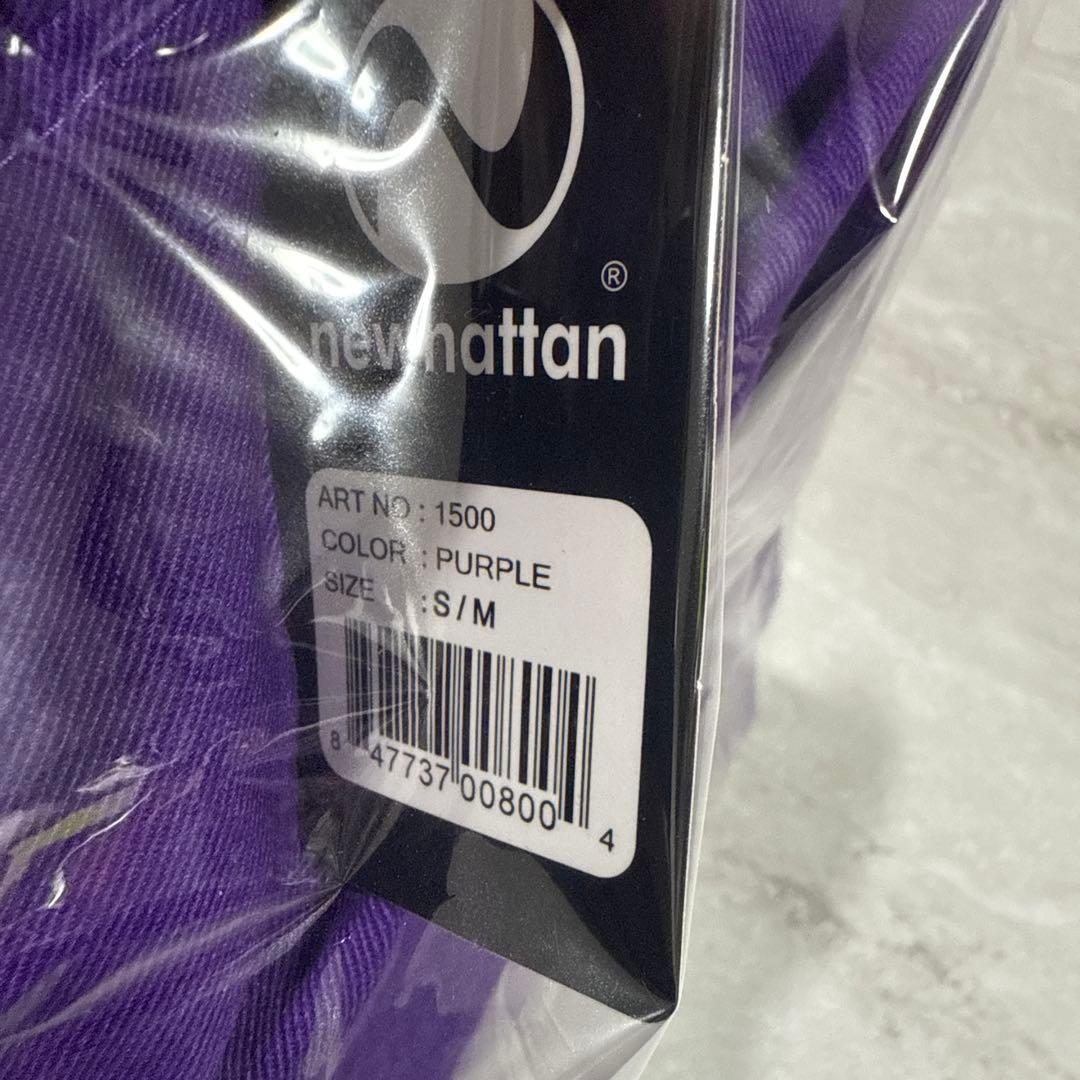 ®
newhattan
ART NO : 1500
COLOR : PURPLE
SIZE : S / M
8 47737 00800 4